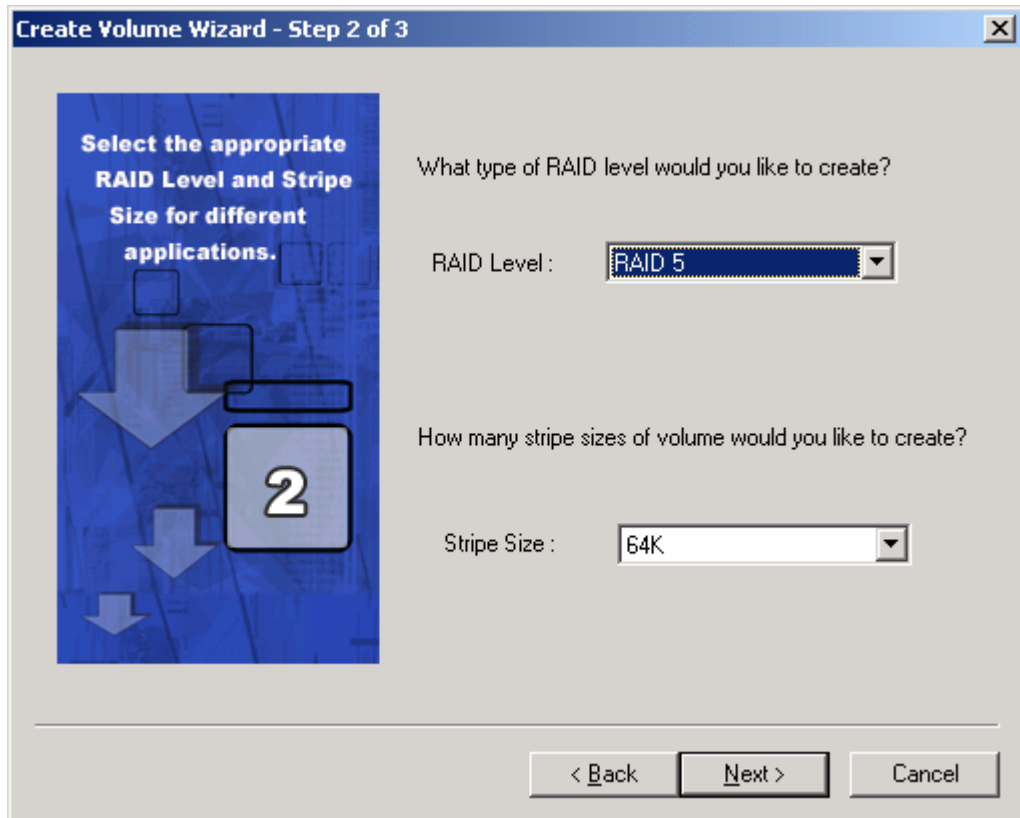 Create Volume Wizard - Step 2 of 3
Select the appropriate
RAID Level and Stripe
Size for different
applications.
2
What type of RAID level would you like to create?
RAID Level :
RAID 5
How many stripe sizes of volume would you like to create?
Stripe Size :
64K
< Back
Next >
Cancel